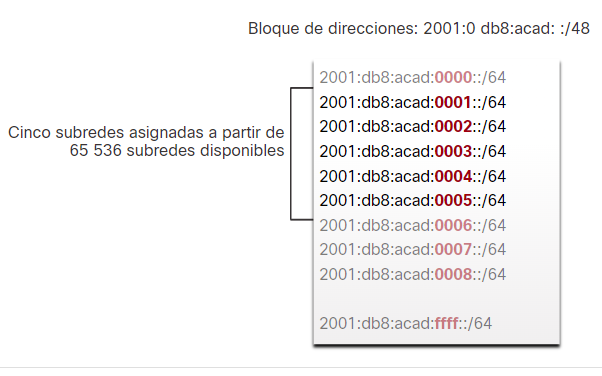 Bloque de direcciones: 2001:0 db8:acad: :/48
2001:db8:acad:0000::/64
2001:db8:acad:0001::/64
Cinco subredes asignadas a partir de
65 536 subredes disponibles
2001:db8:acad:0002::/64
2001:db8:acad:0003::/64
2001:db8:acad:0004::/64
2001:db8:acad:0005::/64
2001:db8:acad:0006::/64
2001:db8:acad:0007::/64
2001:db8:acad:0008::/64
2001:db8:acad:ffff::/64